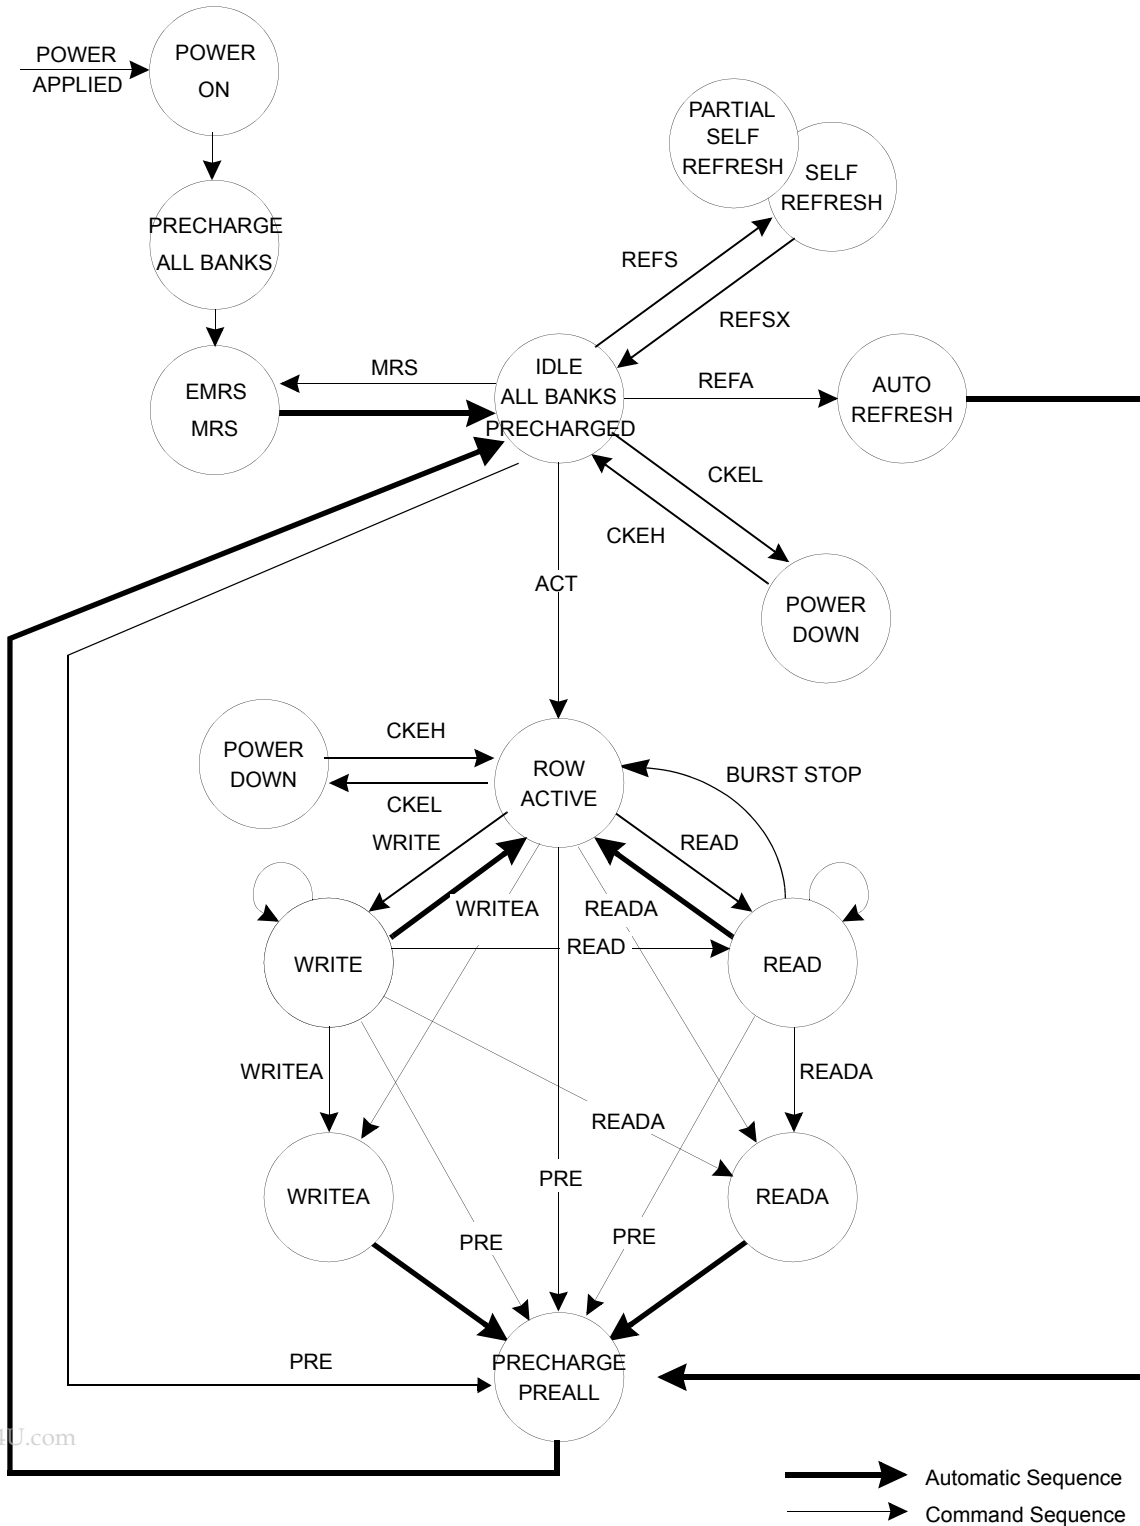 POWER
APPLIED
POWER
ON
PARTIAL
SELF
REFRESH
SELF
REFRESH
PRECHARGE
ALL BANKS
REFS
REFSX
EMRS
MRS
MRS
IDLE
ALL BANKS
PRECHARGED
REFA
AUTO
REFRESH
CKEL
CKEH
ACT
POWER
DOWN
POWER
DOWN
CKEH
CKEL
ROW
ACTIVE
BURST STOP
WRITE
READ
WRITEA
READA
WRITE
READ
READ
WRITEA
READA
READA
WRITEA
PRE
READA
PRE
PRE
PRE
PRECHARGE
PREALL
4U.com
Automatic Sequence
Command Sequence